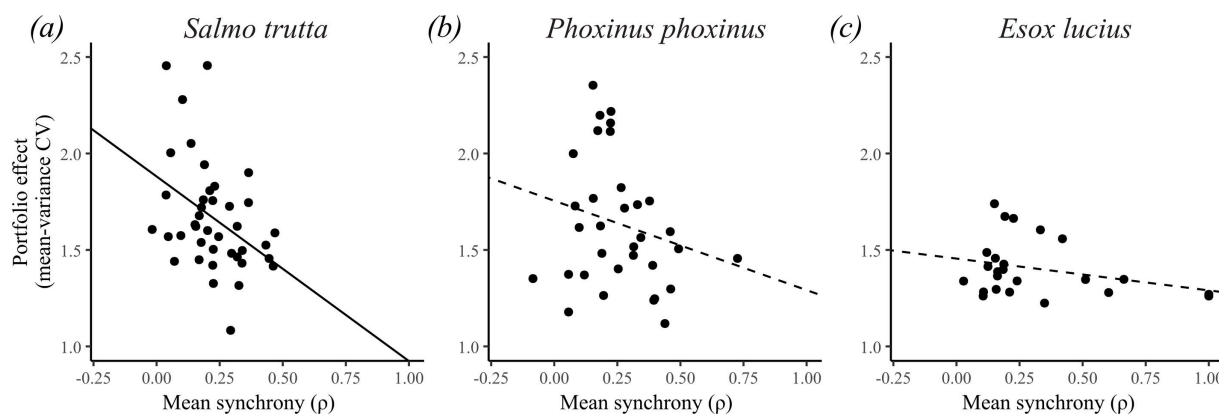 (a) Salmo trutta
(b) Phoxinus phoxinus
(c) Esox lucius
Portfolio effect
(mean-variance CV)
2.5
2.0
1.5
1.0
-0.25 0.00 0.25 0.50 0.75 1.00
Mean synchrony (ρ)
2.5
2.0
1.5
1.0
-0.25 0.00 0.25 0.50 0.75 1.00
Mean synchrony (ρ)
2.5
2.0
1.5
1.0
-0.25 0.00 0.25 0.50 0.75 1.00
Mean synchrony (ρ)